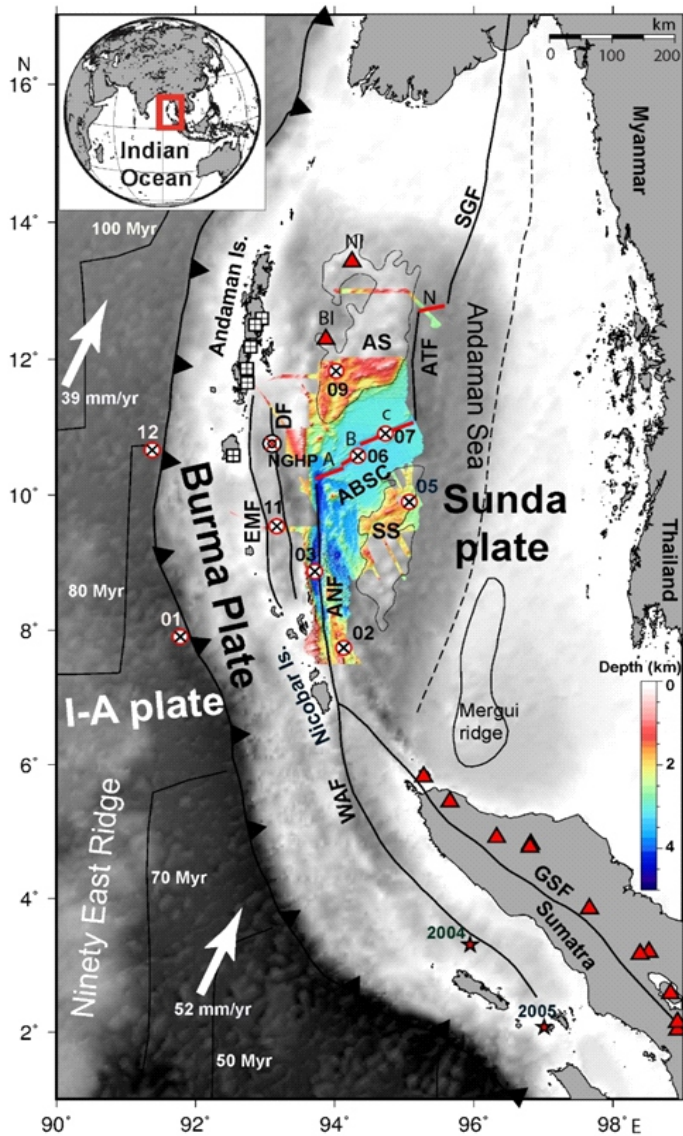 km
0 100 200
N
16°
14°
12°
10°
8°
6°
4°
2°
90
92°
94°
96°
98° E
Indian
Ocean
Myanmar
Thailand
100 Myr
39 mm/yr
Andaman Is.
NI
BI
AS
N
SGF
ATF
Andaman Sea
09
DF
C
07
B
06
A
NGHP
ABSC
12
11
EMF
05
SS
03
ANF
02
01
Burma Plate
Sunda
plate
80 Myr
I-A plate
Nicobar Is.
Mergui
ridge
Depth (km)
0
2
4
WAF
GSF
Sumatra
Ninety East Ridge
70 Myr
52 mm/yr
50 Myr
2004
2005